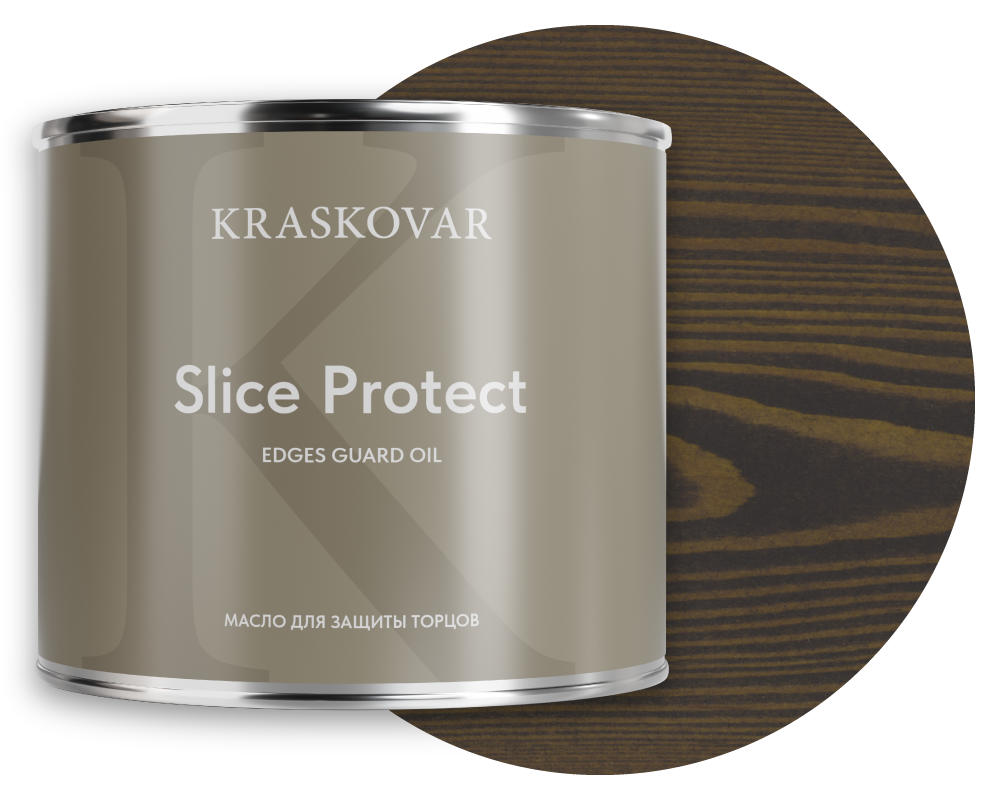 KRASKOVAR
Slice Protect
EDGES GUARD OIL
МАСЛО ДЛЯ ЗАЩИТЫ ТОРЦОВ